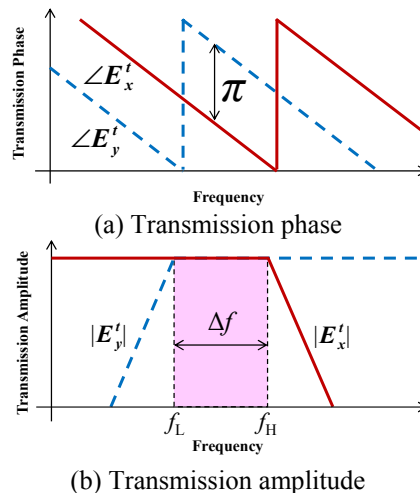 Transmission Phase
∠E_x^t
∠E_y^t
π
Frequency
(a) Transmission phase
Transmission Amplitude
|E_y^t|
Δf
|E_x^t|
f_L
f_H
Frequency
(b) Transmission amplitude